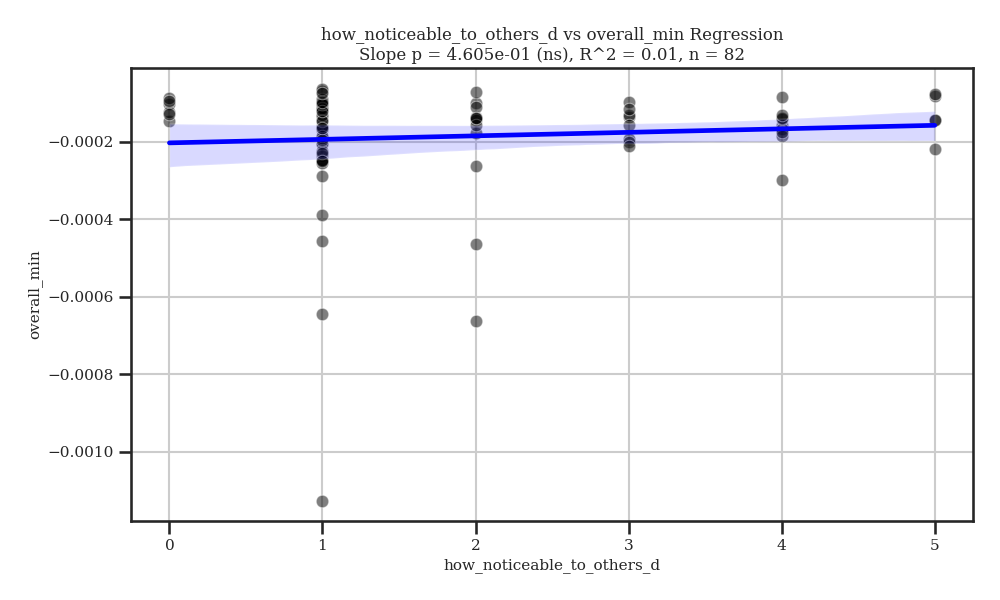 how_noticeable_to_others_d vs overall_min Regression
Slope p = 4.605e-01 (ns), R^2 = 0.01, n = 82
−0.0002
−0.0004
−0.0006
−0.0008
−0.0010
overall_min
0 1 2 3 4 5
how_noticeable_to_others_d